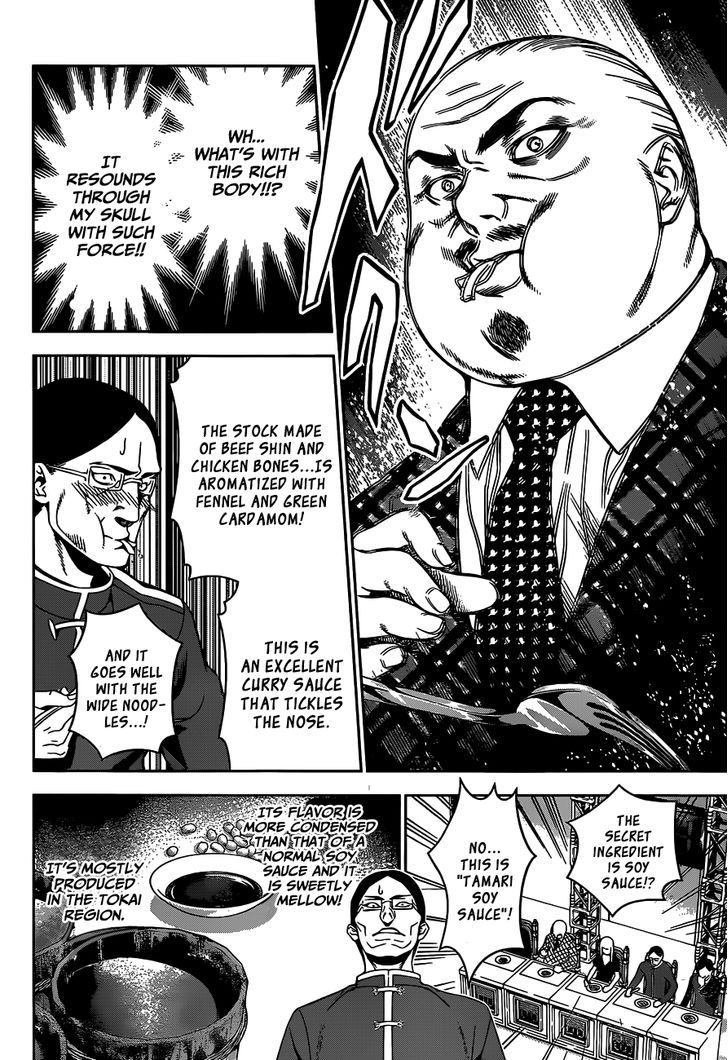 WH...
WHAT'S WITH
THIS RICH
BODY!!?
IT
RESOUNDS
THROUGH
MY SKULL
WITH SUCH
FORCE!!
THE STOCK MADE
OF BEEF SHIN AND
CHICKEN BONES...IS
AROMATIZED WITH
FENNEL AND GREEN
CARDAMOM!
THIS IS
AN EXCELLENT
CURRY SAUCE
THAT TICKLES
THE NOSE.
AND IT
GOES WELL
WITH THE
WIDE NOOD-
LES...!
THE
SECRET
INGREDIENT
IS SOY
SAUCE!?
NO...
THIS IS
"TAMARI
SOY
SAUCE"!
ITS FLAVOR IS
MORE CONDENSED
THAN THAT OF A
NORMAL SOY
SAUCE AND IT
IS SWEETLY
MELLOW!
IT'S MOSTLY
PRODUCED
IN THE TOKAI
REGION.